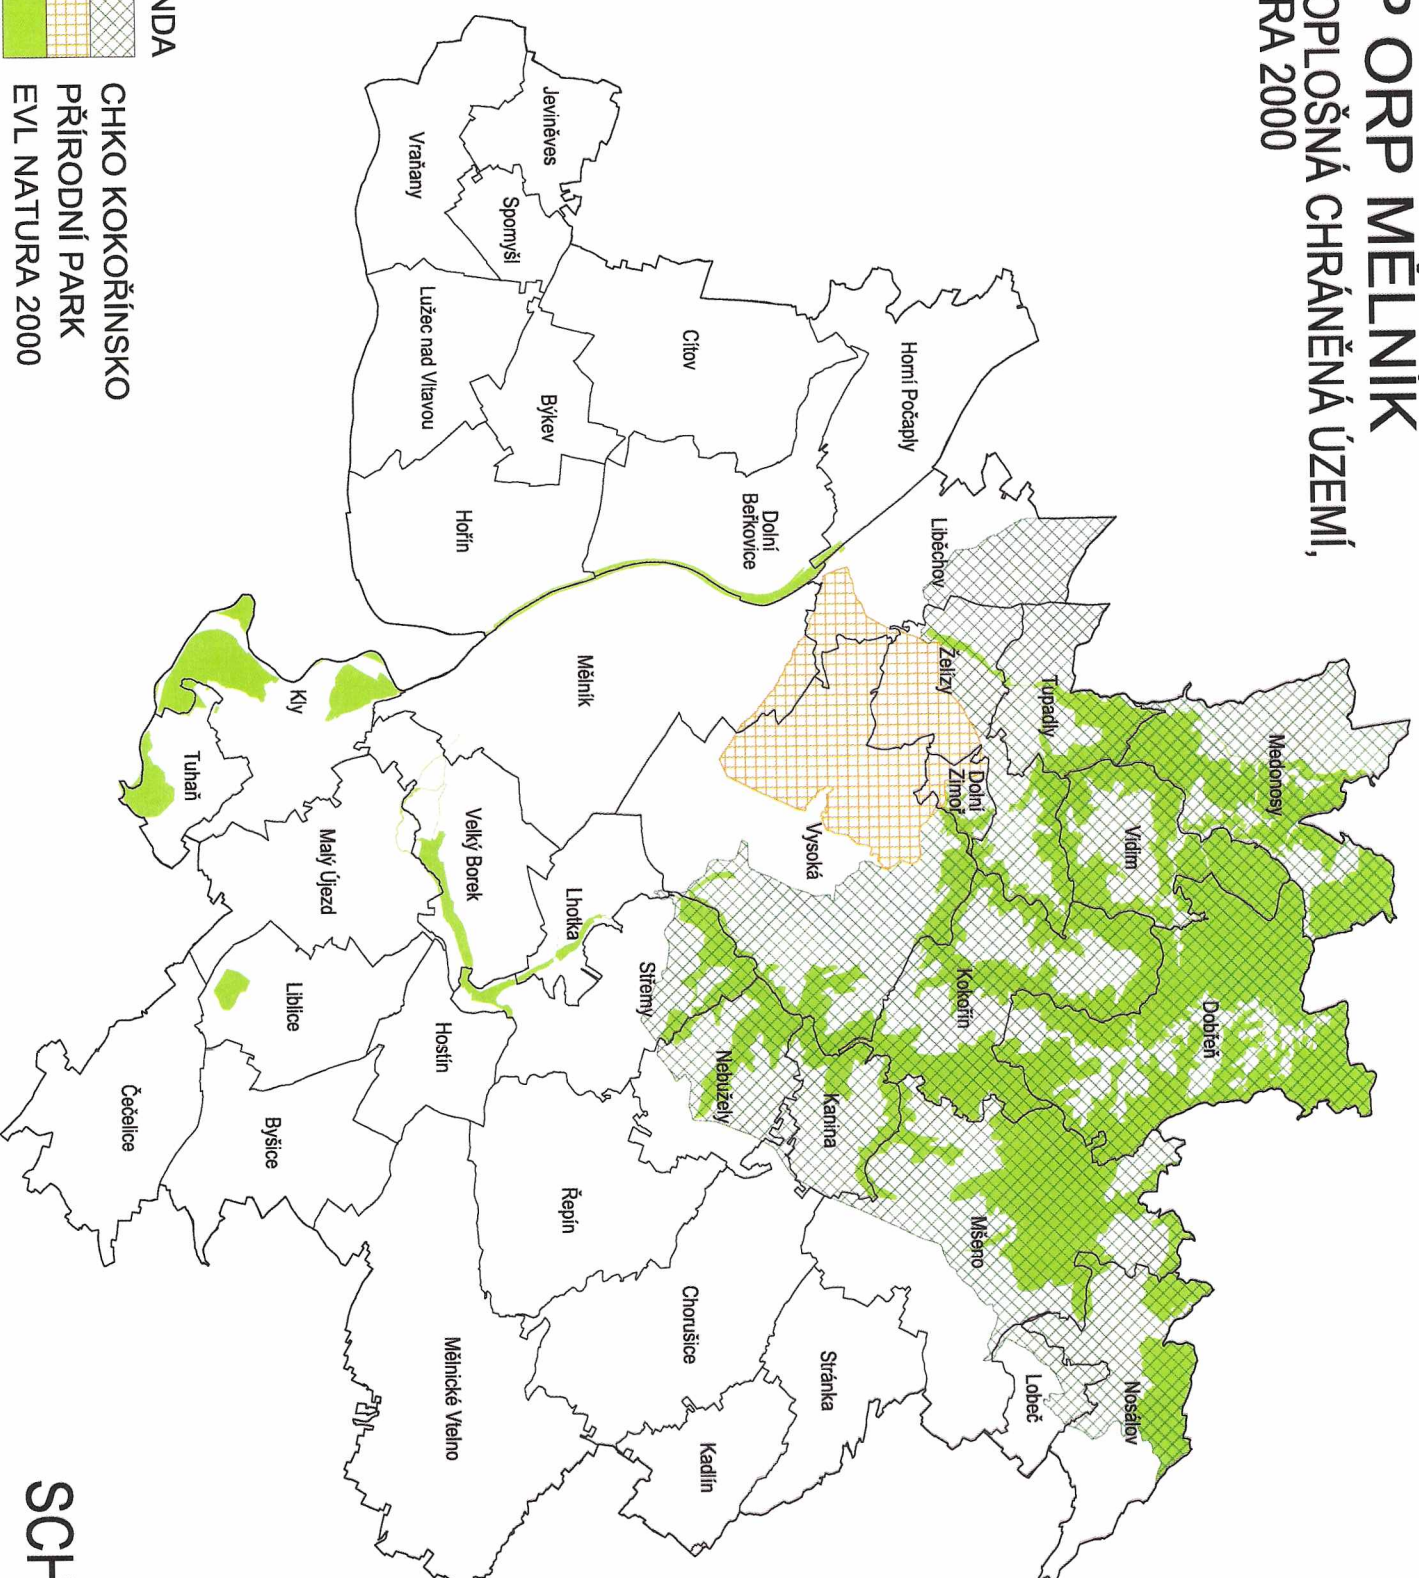 P ORP MĚLNÍK
OPLOŠNÁ CHRÁNĚNÁ ÚZEMÍ,
RA 2000
Medonosy
Tupadly
Vidim
Dobřeň
Nosálov
Lobeč
Mšeno
Kokořín
Dolní
Zimoř
Želízy
Liběchov
Horní Počaply
Vysoká
Kanina
Stránka
Nebužely
Dolní
Beřkovice
Cítov
Střemy
Chorušice
Kadlín
Mělník
Lhotka
Řepín
Jeviněves
Spomyšl
Býkev
Hořín
Velký Borek
Hostín
Mělnické Vtelno
Vraňany
Lužec nad Vltavou
Kly
Malý Újezd
Liblice
Byšice
Tuhaň
Čečelice
NDA
CHKO KOKOŘÍNSKO
PŘÍRODNÍ PARK
EVL NATURA 2000
SCH